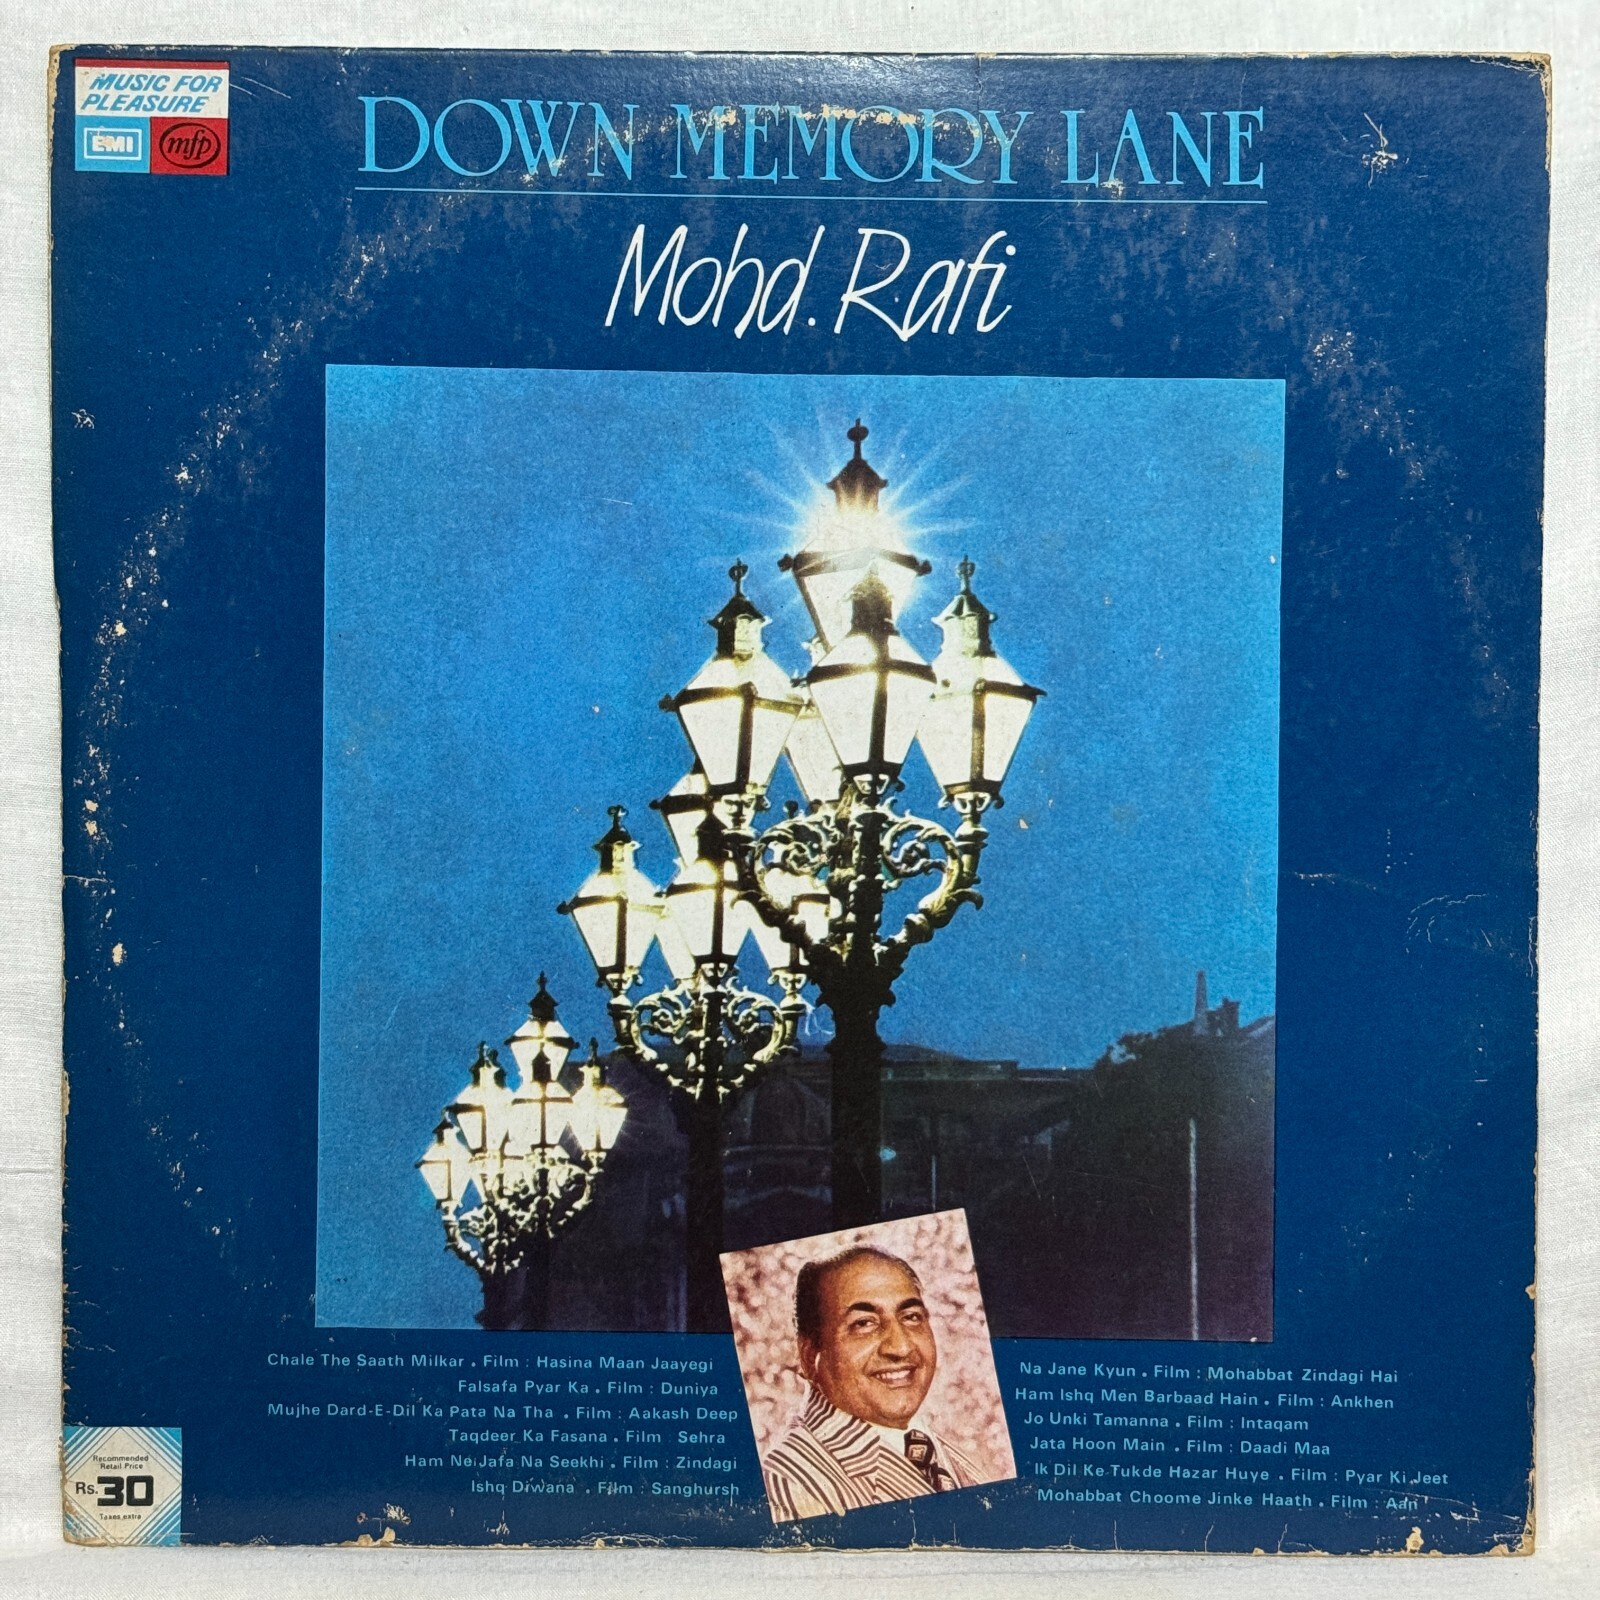 MUSIC FOR
PLEASURE
EMI
mfp
DOWN MEMORY LANE
Mohd. Rafi
Chale The Saath Milkar . Film : Hasina Maan Jaayegi
Falsafa Pyar Ka . Film : Duniya
Mujhe Dard-E-Dil Ka Pata Na Tha . Film : Aakash Deep
Taqdeer Ka Fasana . Film : Sehra
Ham Nei Jafa Na Seekhi . Film : Zindagi
Ishq Diwana . Film : Sanghursh
Na Jane Kyun . Film : Mohabbat Zindagi Hai
Ham Ishq Men Barbaad Hain . Film : Ankhen
Jo Unki Tamanna . Film : Intaqam
Jata Hoon Main . Film : Daadi Maa
Ik Dil Ke Tukde Hazar Huye . Film : Pyar Ki Jeet
Mohabbat Choome Jinke Haath . Film : Aan
Recommended
Retail Price
Rs. 30
Taxes extra